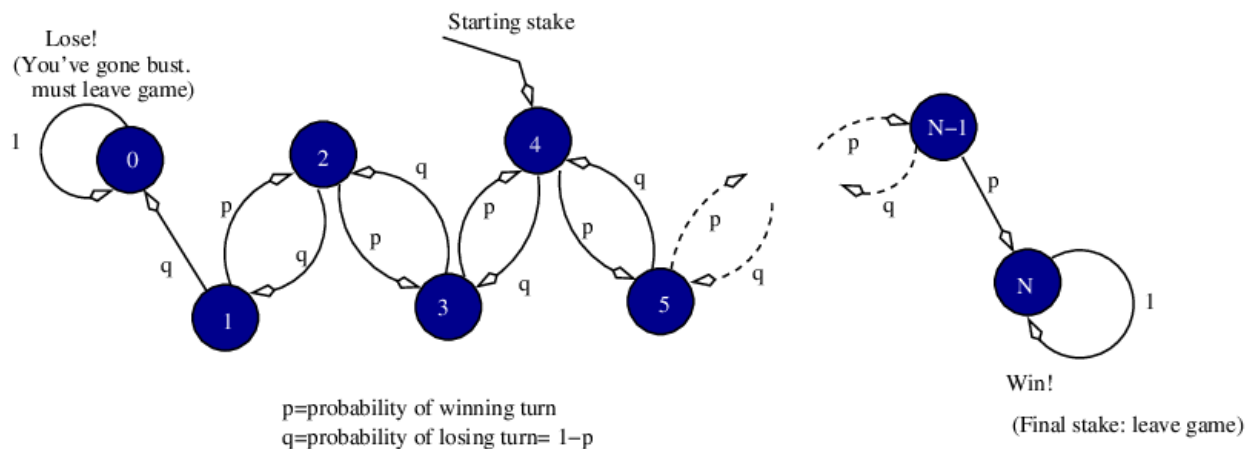 Starting stake
Lose!
(You've gone bust.
must leave game)
1
0
q
1
p
q
2
p
q
3
p
q
4
p
q
5
p
q
p
q
N−1
p
N
1
Win!
(Final stake: leave game)
p=probability of winning turn
q=probability of losing turn= 1−p